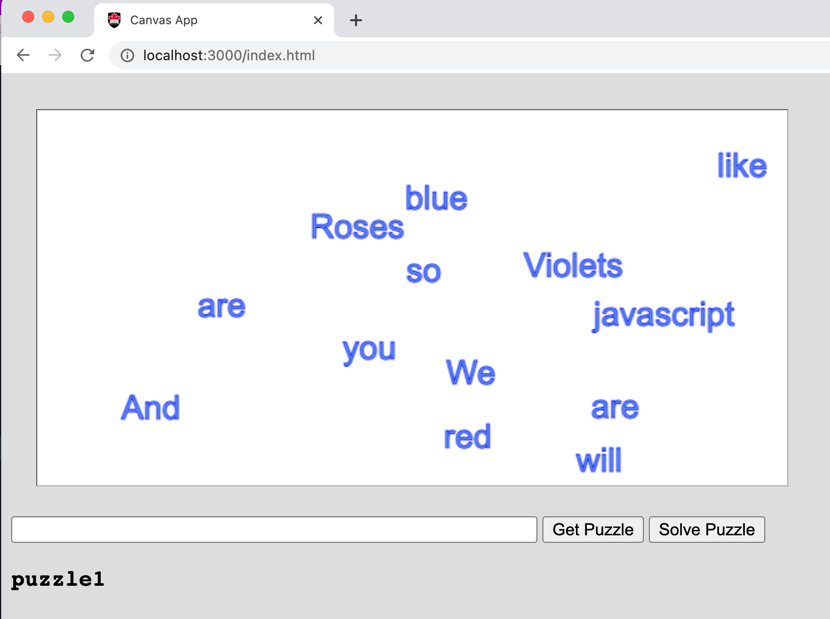 Canvas App
localhost:3000/index.html
like
blue
Roses
so
Violets
are
javascript
you
We
And
are
red
will
Get Puzzle Solve Puzzle
puzzle1